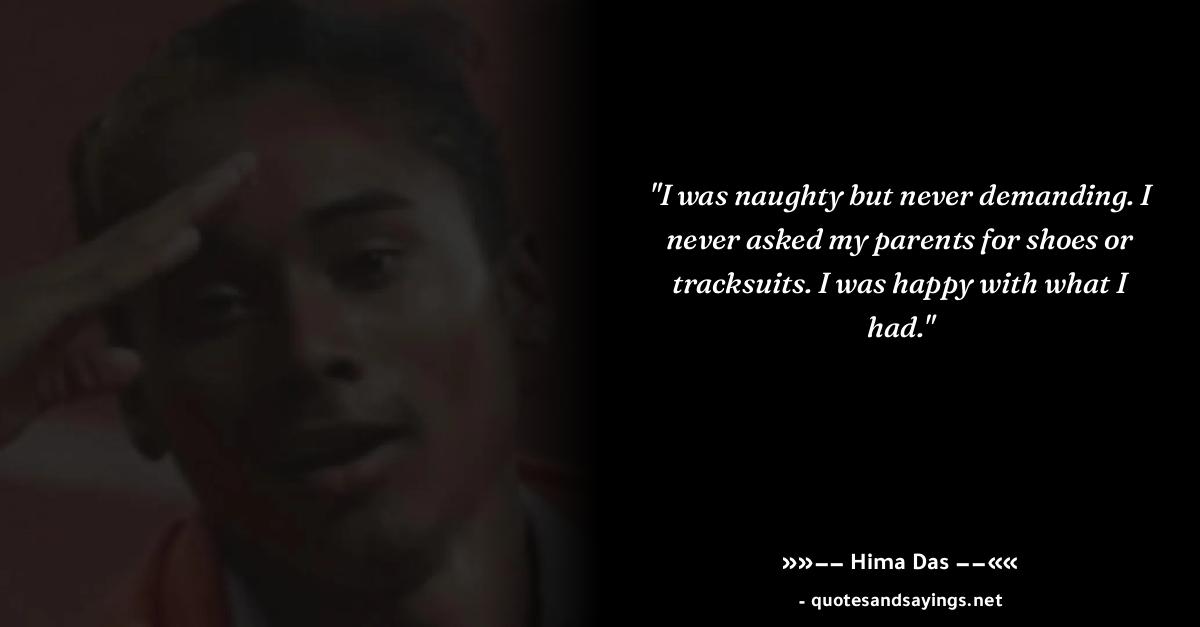 "I was naughty but never demanding. I
never asked my parents for shoes or
tracksuits. I was happy with what I
had."
»»−− Hima Das −−««
- quotesandsayings.net